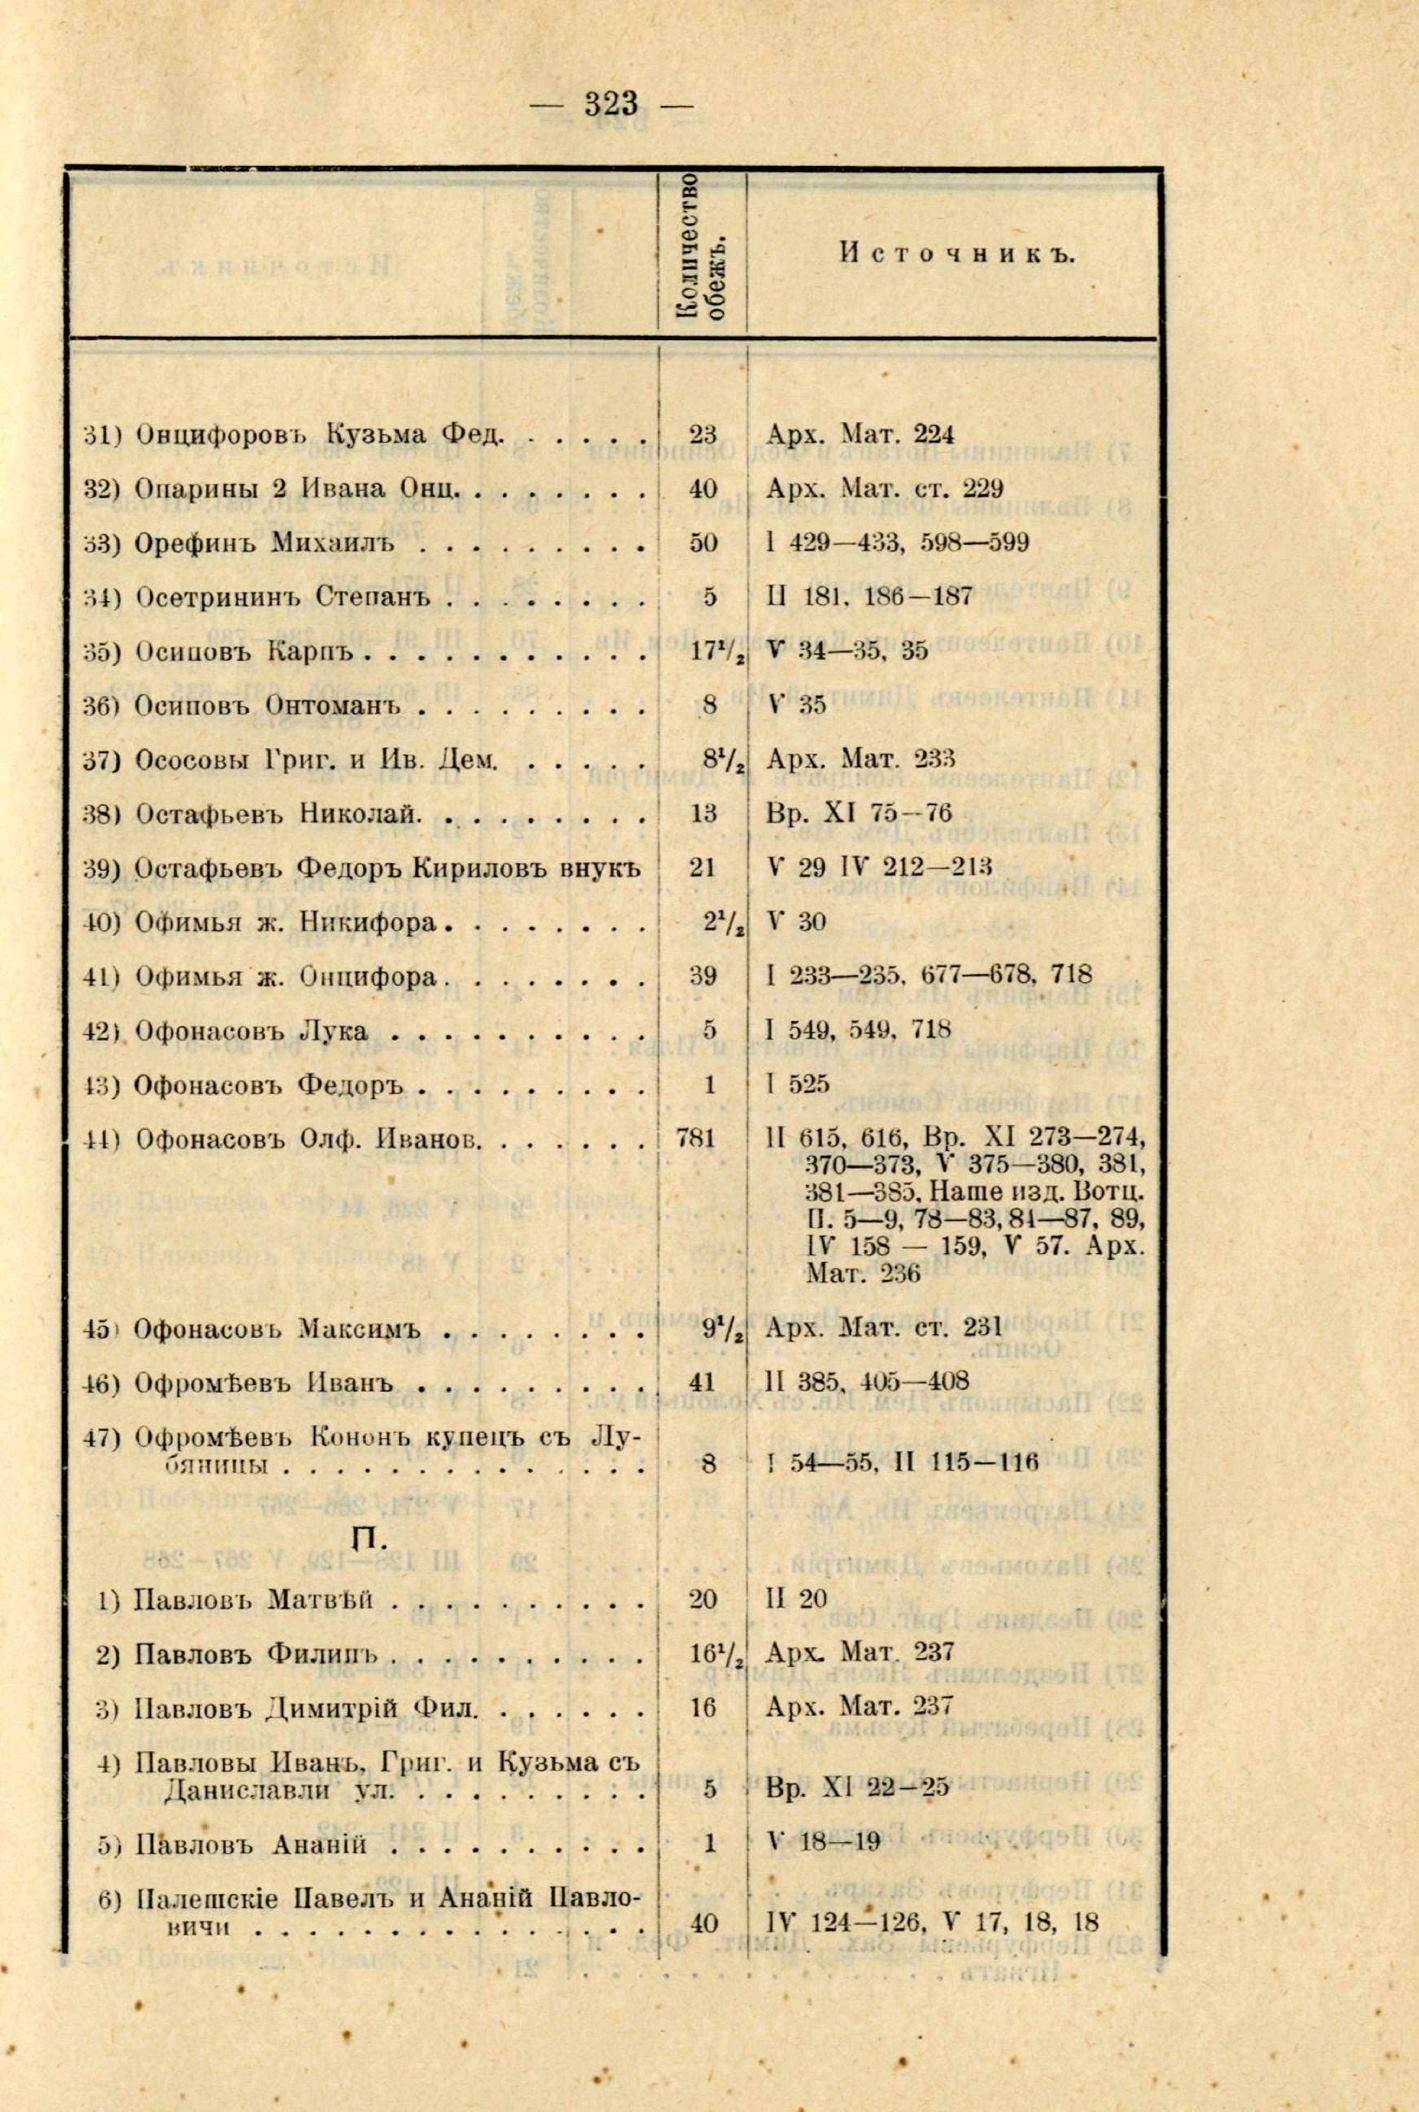 — 323 —
Количество
обежъ.
Источникъ.
31) Онцифоровъ Кузьма Фед. . . . . . 23 Арх. Мат. 224
32) Опарины 2 Ивана Онц. . . . . . . . 40 Арх. Мат. ст. 229
33) Орефинъ Михаилъ . . . . . . . . . 50 I 429—433, 598—599
34) Осетрининъ Степанъ . . . . . . . . 5 II 181, 186—187
35) Осиповъ Карпъ . . . . . . . . . . . 17¹/₂ V 34—35, 35
36) Осиповъ Онтоманъ . . . . . . . . . 8 V 35
37) Ососовы Григ. и Ив. Дем. . . . . . 8¹/₂ Арх. Мат. 233
38) Остафьевъ Николай. . . . . . . . . 13 Вр. XI 75—76
39) Остафьевъ Федоръ Кириловъ внукъ 21 V 29 IV 212—213
40) Офимья ж. Никифора . . . . . . . . 2¹/₂ V 30
41) Офимья ж. Онцифора . . . . . . . . 39 I 233—235, 677—678, 718
42) Офонасовъ Лука . . . . . . . . . . 5 I 549, 549, 718
43) Офонасовъ Федоръ . . . . . . . . . 1 I 525
44) Офонасовъ Олф. Иванов. . . . . . . 781 II 615, 616, Вр. XI 273—274,
370—373, V 375—380, 381,
381—385, Наше изд. Вотц.
П. 5—9, 78—83, 84—87, 89,
IV 158 — 159, V 57. Арх.
Мат. 236
45) Офонасовъ Максимъ . . . . . . . . 9¹/₂ Арх. Мат. ст. 231
46) Офромѣевъ Иванъ . . . . . . . . . 41 II 385, 405—408
47) Офромѣевъ Кононъ купецъ съ Лу-
бяницы . . . . . . . . . . . . . . 8 I 54—55, II 115—116
П.
1) Павловъ Матвѣй . . . . . . . . . . 20 II 20
2) Павловъ Филипъ . . . . . . . . . . 16¹/₂ Арх. Мат. 237
3) Павловъ Димитрій Фил. . . . . . . 16 Арх. Мат. 237
4) Павловы Иванъ, Григ. и Кузьма съ
Даниславли ул. . . . . . . . . . 5 Вр. XI 22—25
5) Павловъ Ананій . . . . . . . . . . 1 V 18—19
6) Палешскіе Павелъ и Ананій Павло-
вичи . . . . . . . . . . . . . . . 40 IV 124—126, V 17, 18, 18